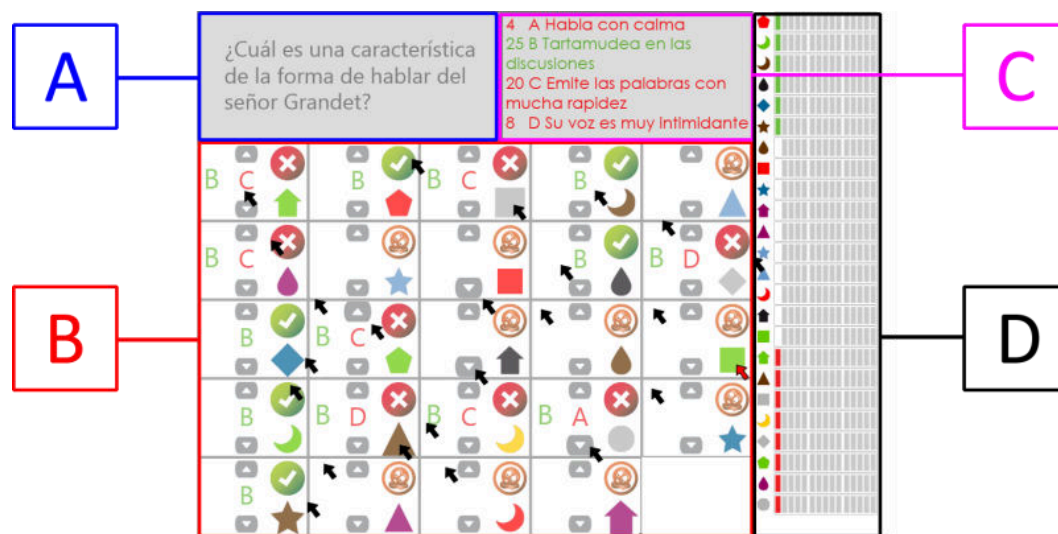 A
¿Cuál es una característica
de la forma de hablar del
señor Grandet?
4 A Habla con calma
25 B Tartamudea en las
discusiones
20 C Emite las palabras con
mucha rapidez
8 D Su voz es muy intimidante
C
B C
B
B C
B
B C
B
B D
B
B
B C
D
B
B D
B C
B A
B